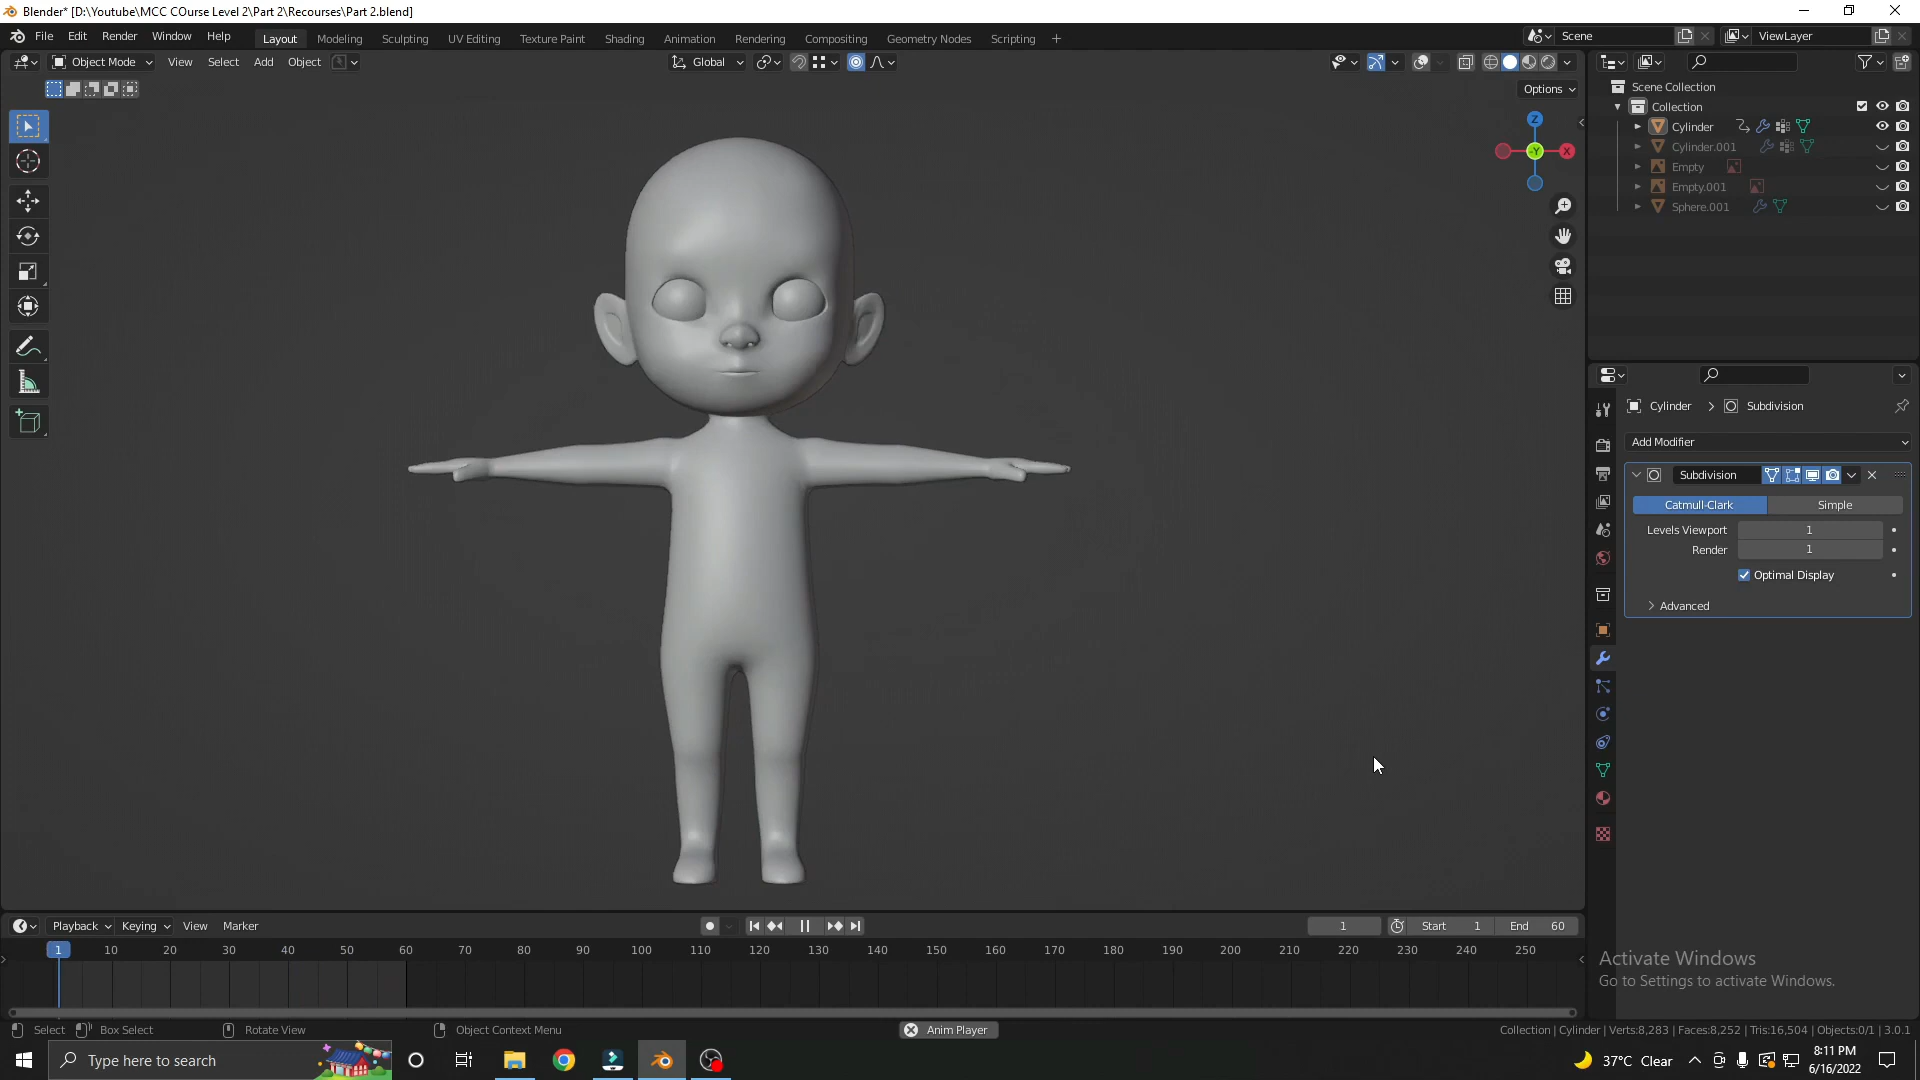 Blender* [D:\Youtube\MCC COurse Level 2\Part 2\Recourses\Part 2.blend]
File Edit Render Window Help Layout Modeling Sculpting UV Editing Texture Paint Shading Animation Rendering Compositing Geometry Nodes Scripting + Scene ViewLayer
Object Mode View Select Add Object Global
Options
Scene Collection
Collection
Cylinder
Cylinder.001
Empty
Empty.001
Sphere.001
Z
-Y
X
Cylinder > Subdivision
Add Modifier
Subdivision
Catmull-Clark Simple
Levels Viewport 1
Render 1
Optimal Display
Advanced
Playback Keying View Marker 1 Start 1 End 60
1 10 20 30 40 50 60 70 80 90 100 110 120 130 140 150 160 170 180 190 200 210 220 230 240 250
Activate Windows
Go to Settings to activate Windows.
Select Box Select Rotate View Object Context Menu Anim Player Collection | Cylinder | Verts:8,283 | Faces:8,252 | Tris:16,504 | Objects:0/1 | 3.0.1
Type here to search 37°C Clear 8:11 PM
6/16/2022